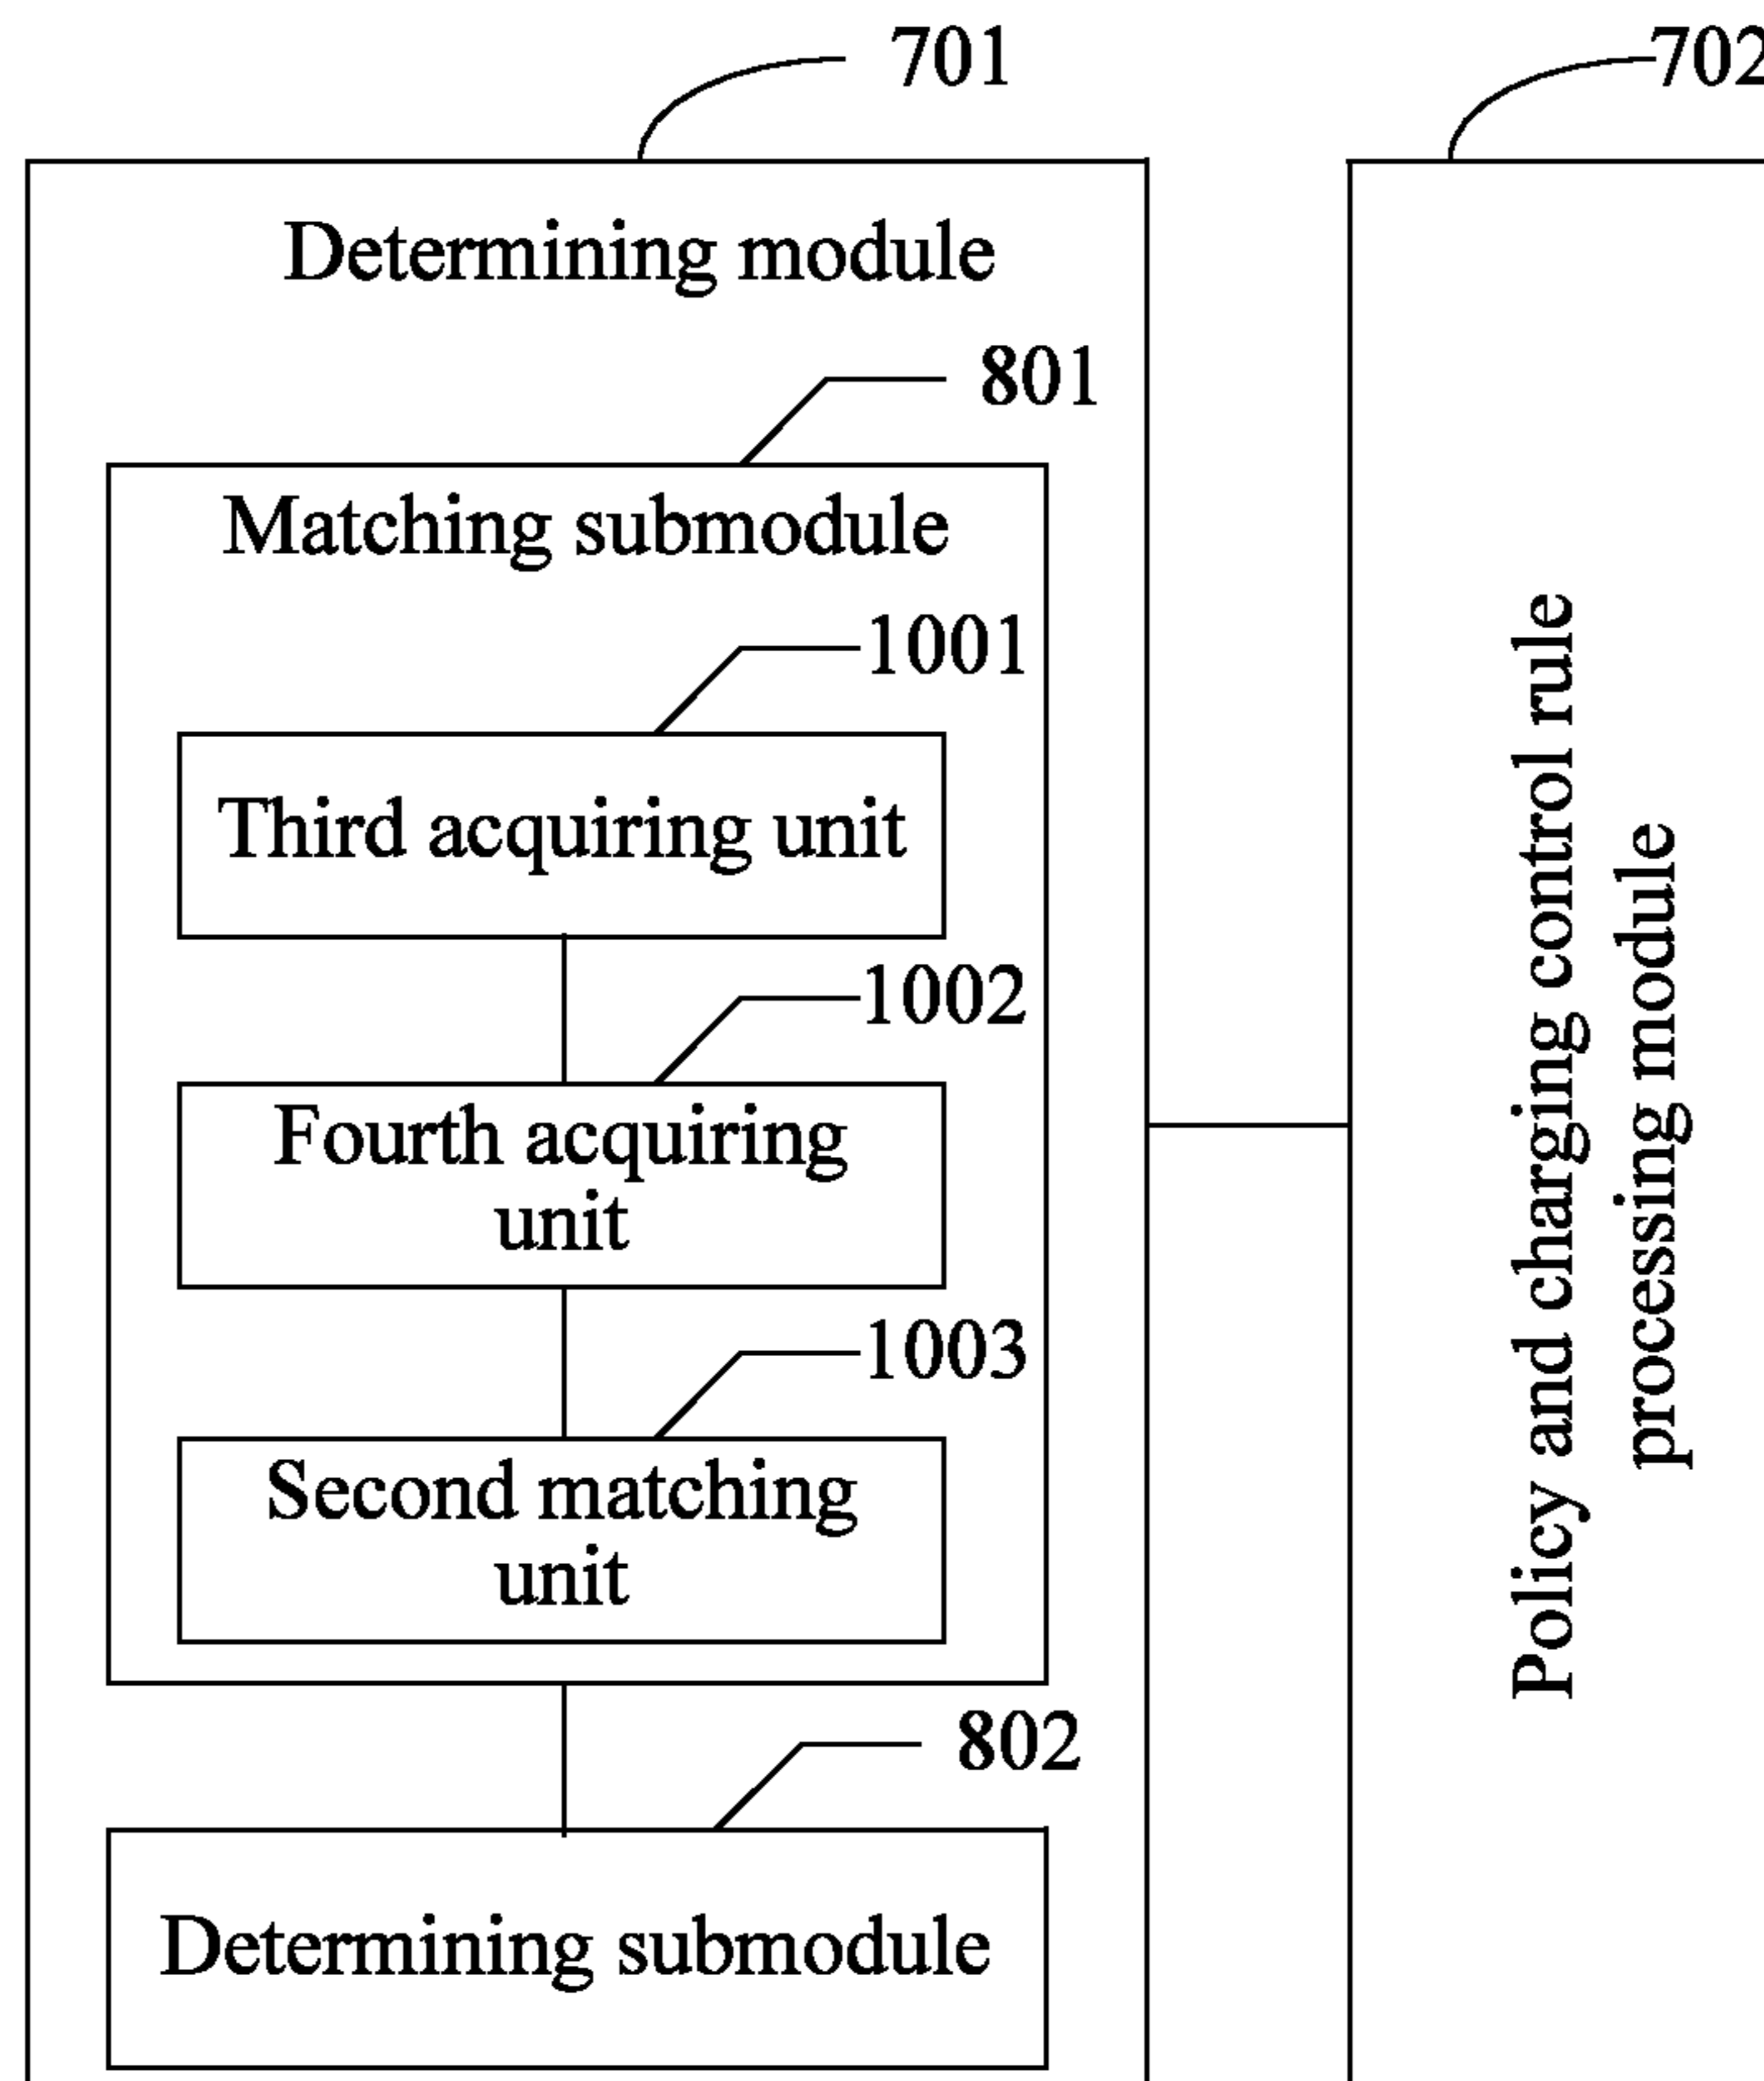 701
702
Determining module
801
Matching submodule
1001
Third acquiring unit
1002
Fourth acquiring
unit
1003
Second matching
unit
802
Determining submodule
Policy and charging control rule
processing module